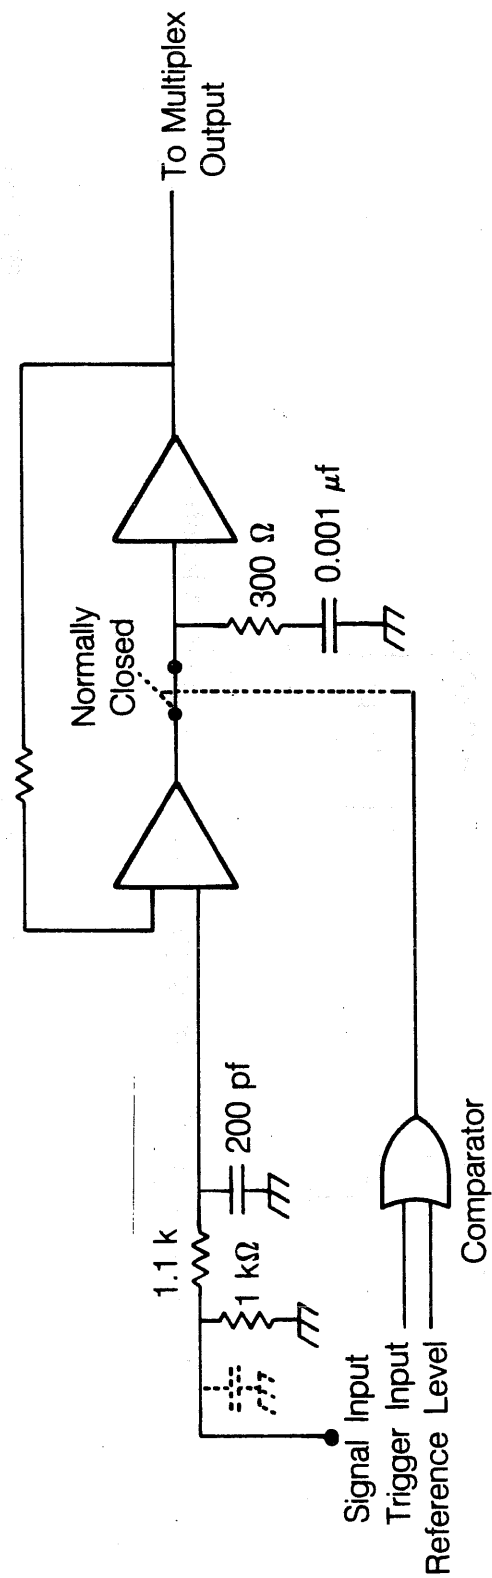 To Multiplex
Output
Normally
Closed
300 Ω
0.001 μf
1.1 k
1 kΩ
200 pf
Signal Input
Trigger Input
Reference Level
Comparator